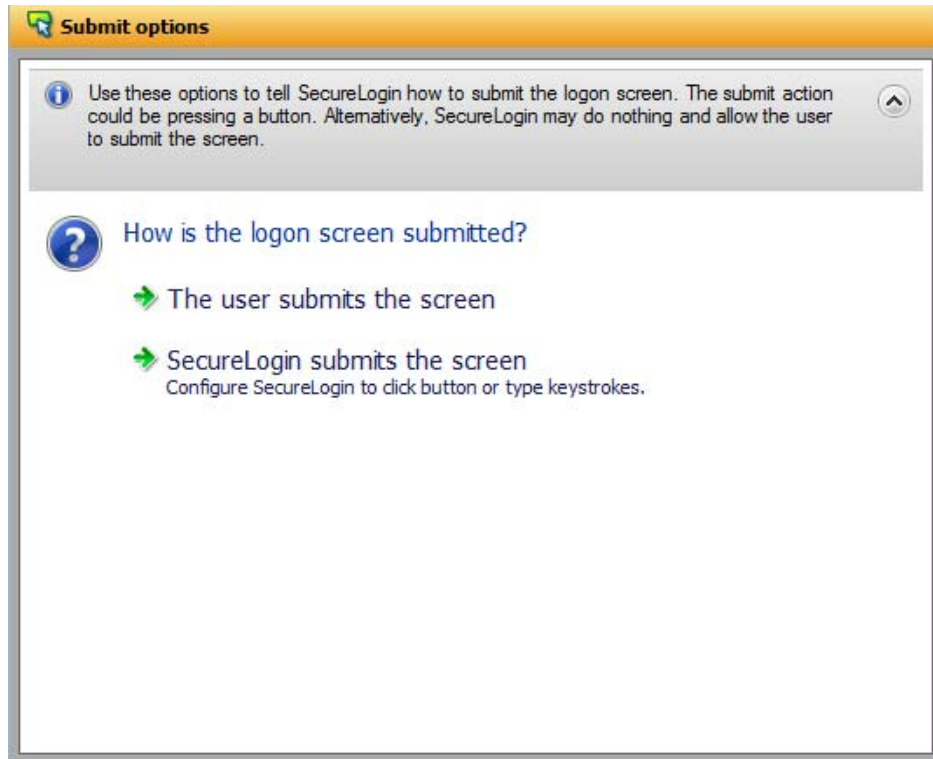 Submit options
Use these options to tell SecureLogin how to submit the logon screen. The submit action
could be pressing a button. Alternatively, SecureLogin may do nothing and allow the user
to submit the screen.
How is the logon screen submitted?
The user submits the screen
SecureLogin submits the screen
Configure SecureLogin to click button or type keystrokes.